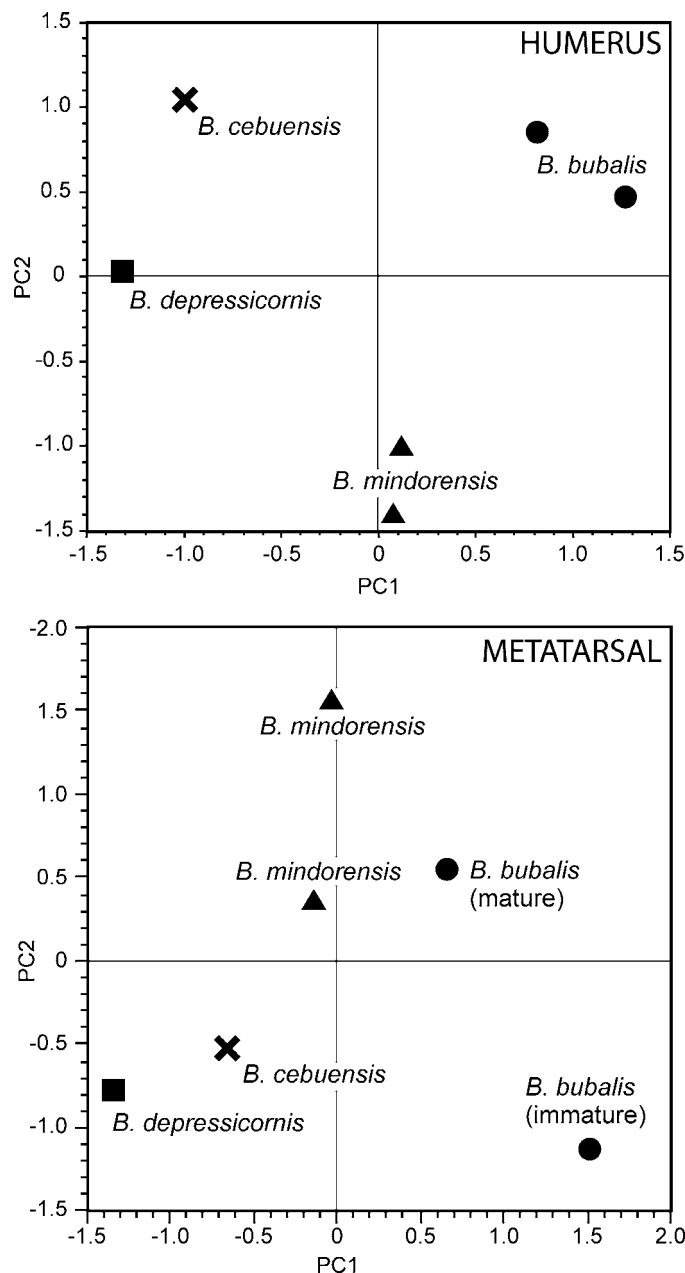 HUMERUS
1.5
1.0
0.5
0
-0.5
-1.0
-1.5
PC2
B. cebuensis
B. bubalis
B. depressicornis
B. mindorensis
-1.5 -1.0 -0.5 0 0.5 1.0 1.5
PC1
METATARSAL
-2.0
1.5
1.0
0.5
0
-0.5
-1.0
-1.5
PC2
B. mindorensis
B. mindorensis
B. bubalis
(mature)
B. cebuensis
B. depressicornis
B. bubalis
(immature)
-1.5 -1.0 -0.5 0 0.5 1.0 1.5 2.0
PC1